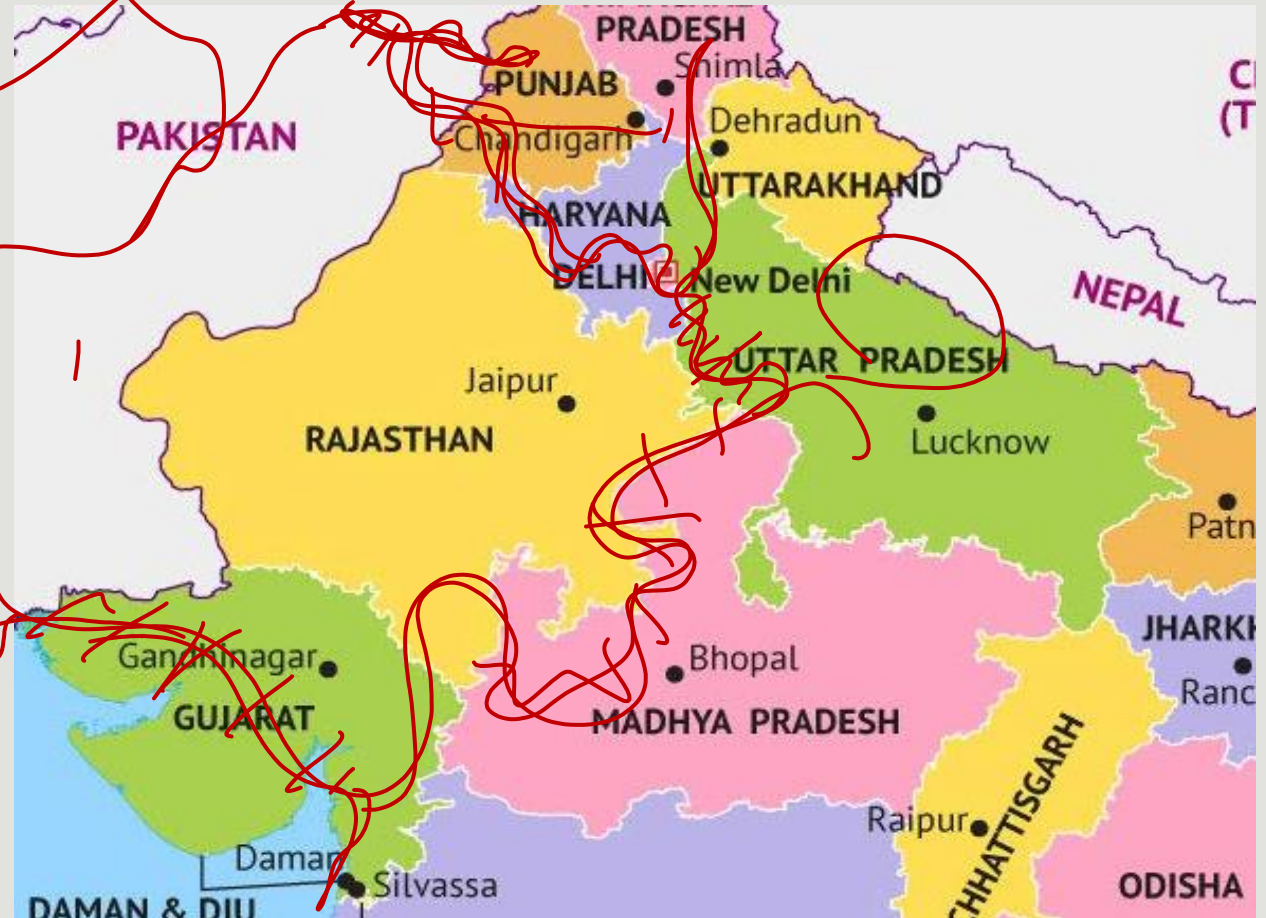 PRADESH
Shimla
PUNJAB
PAKISTAN
Chandigarh
Dehradun
UTTARAKHAND
HARYANA
DELHI
New Delhi
NEPAL
UTTAR PRADESH
Jaipur
RAJASTHAN
Lucknow
Patn
JHARKH
Gandhinagar
Bhopal
Ranc
GUJARAT
MADHYA PRADESH
CHHATTISGARH
Raipur
Daman
Silvassa
ODISHA
DAMAN & DIU